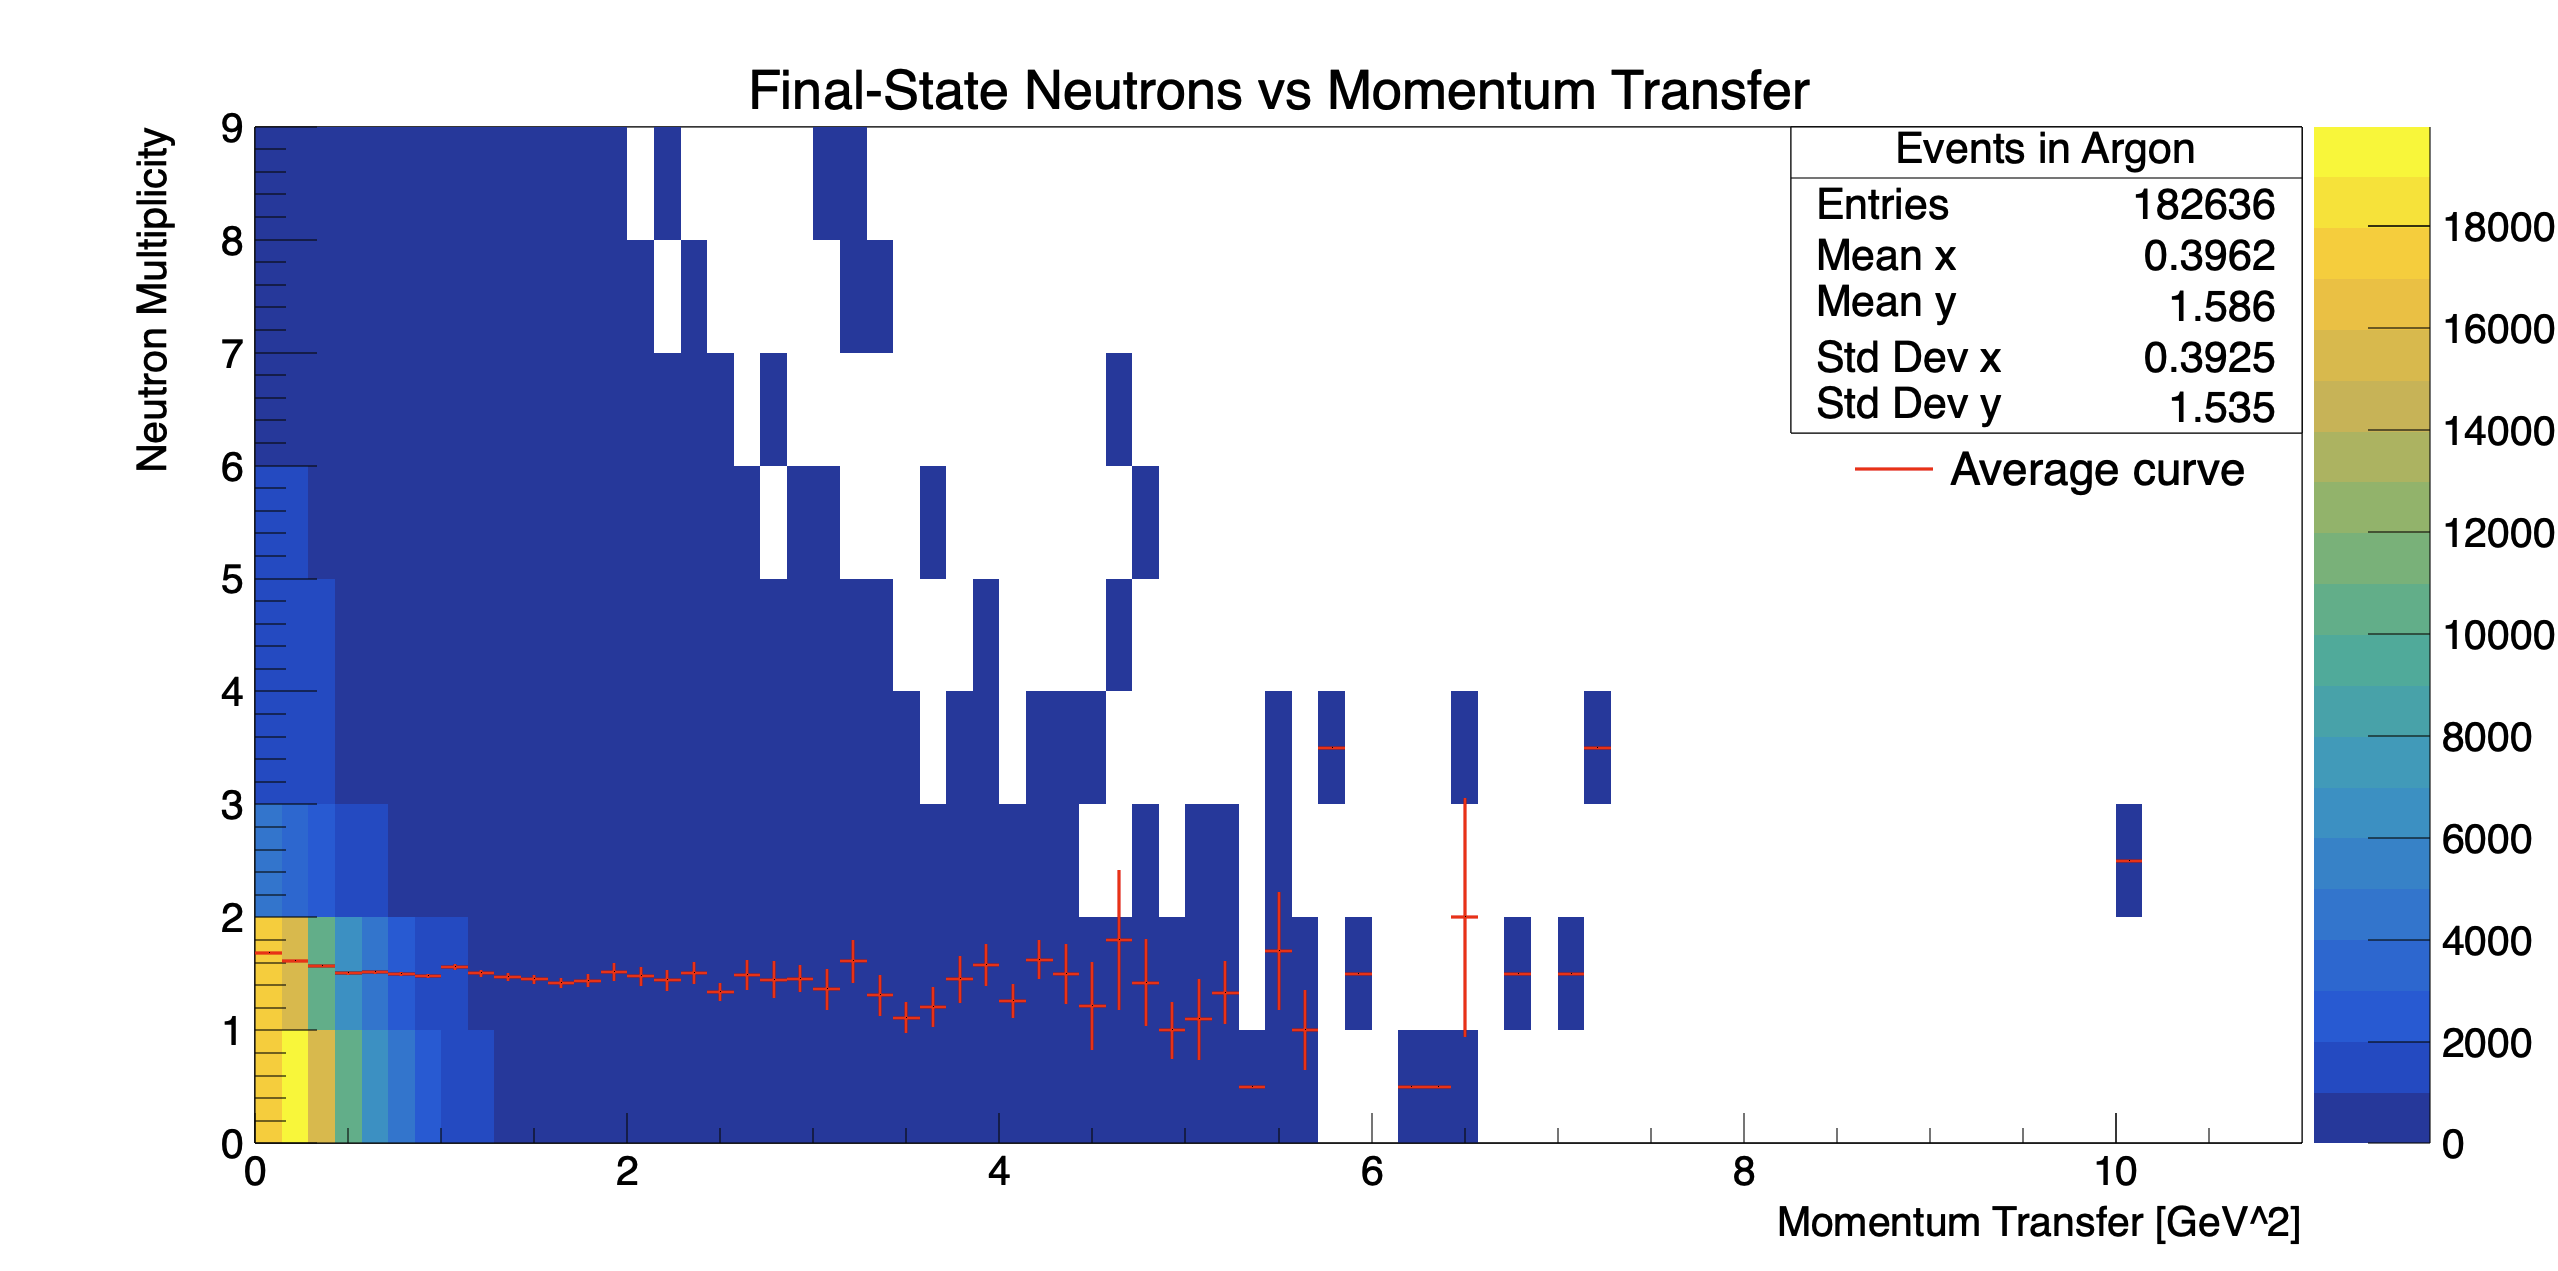 Final-State Neutrons vs Momentum Transfer
Neutron Multiplicity
9
8
7
6
5
4
3
2
1
0
0 2 4 6 8 10
Momentum Transfer [GeV^2]
Events in Argon
Entries 182636
Mean x 0.3962
Mean y 1.586
Std Dev x 0.3925
Std Dev y 1.535
Average curve
18000
16000
14000
12000
10000
8000
6000
4000
2000
0